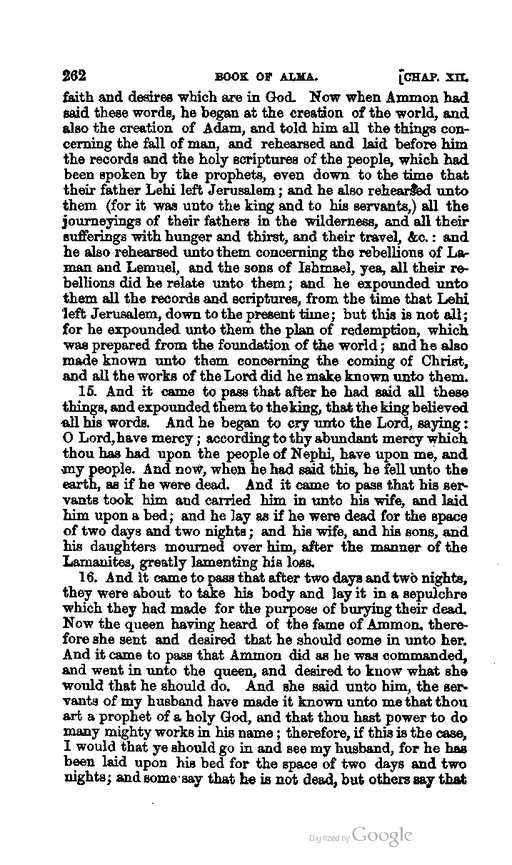 262 BOOK OF ALMA. [CHAP. XII.
faith and desires which are in God. Now when Ammon had
said these words, he began at the creation of the world, and
also the creation of Adam, and told him all the things con-
cerning the fall of man, and rehearsed and laid before him
the records and the holy scriptures of the people, which had
been spoken by the prophets, even down to the time that
their father Lehi left Jerusalem; and he also rehearsed unto
them (for it was unto the king and to his servants,) all the
journeyings of their fathers in the wilderness, and all their
sufferings with hunger and thirst, and their travel, &c.: and
he also rehearsed unto them concerning the rebellions of La-
man and Lemuel, and the sons of Ishmael, yea, all their re-
bellions did he relate unto them; and he expounded unto
them all the records and scriptures, from the time that Lehi
left Jerusalem, down to the present time; but this is not all;
for he expounded unto them the plan of redemption, which
was prepared from the foundation of the world; and he also
made known unto them concerning the coming of Christ,
and all the works of the Lord did he make known unto them.
15. And it came to pass that after he had said all these
things, and expounded them to the king, that the king believed
all his words. And he began to cry unto the Lord, saying:
O Lord, have mercy; according to thy abundant mercy which
thou has had upon the people of Nephi, have upon me, and
my people. And now, when he had said this, he fell unto the
earth, as if he were dead. And it came to pass that his ser-
vants took him and carried him in unto his wife, and laid
him upon a bed; and he lay as if he were dead for the space
of two days and two nights; and his wife, and his sons, and
his daughters mourned over him, after the manner of the
Lamanites, greatly lamenting his loss.
16. And it came to pass that after two days and two nights,
they were about to take his body and lay it in a sepulchre
which they had made for the purpose of burying their dead.
Now the queen having heard of the fame of Ammon. there-
fore she sent and desired that he should come in unto her.
And it came to pass that Ammon did as he was commanded,
and went in unto the queen, and desired to know what she
would that he should do. And she said unto him, the ser-
vants of my husband have made it known unto me that thou
art a prophet of a holy God, and that thou hast power to do
many mighty works in his name; therefore, if this is the case,
I would that ye should go in and see my husband, for he has
been laid upon his bed for the space of two days and two
nights; and some say that he is not dead, but others say that
Digitized by Google